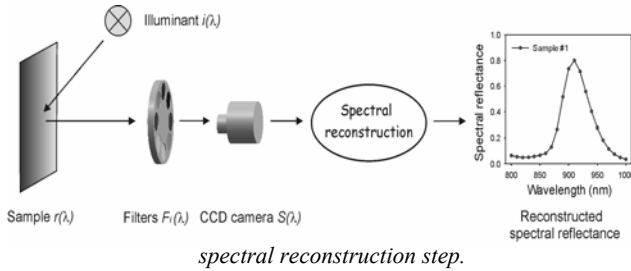 Illuminant i(λ)
Sample r(λ)
Filters Fᵢ(λ)
CCD camera S(λ)
Spectral
reconstruction
Spectral reflectance
1.0
0.8
0.6
0.4
0.2
0.0
Sample #1
800 850 900 950 1000
Wavelength (nm)
Reconstructed
spectral reflectance
spectral reconstruction step.